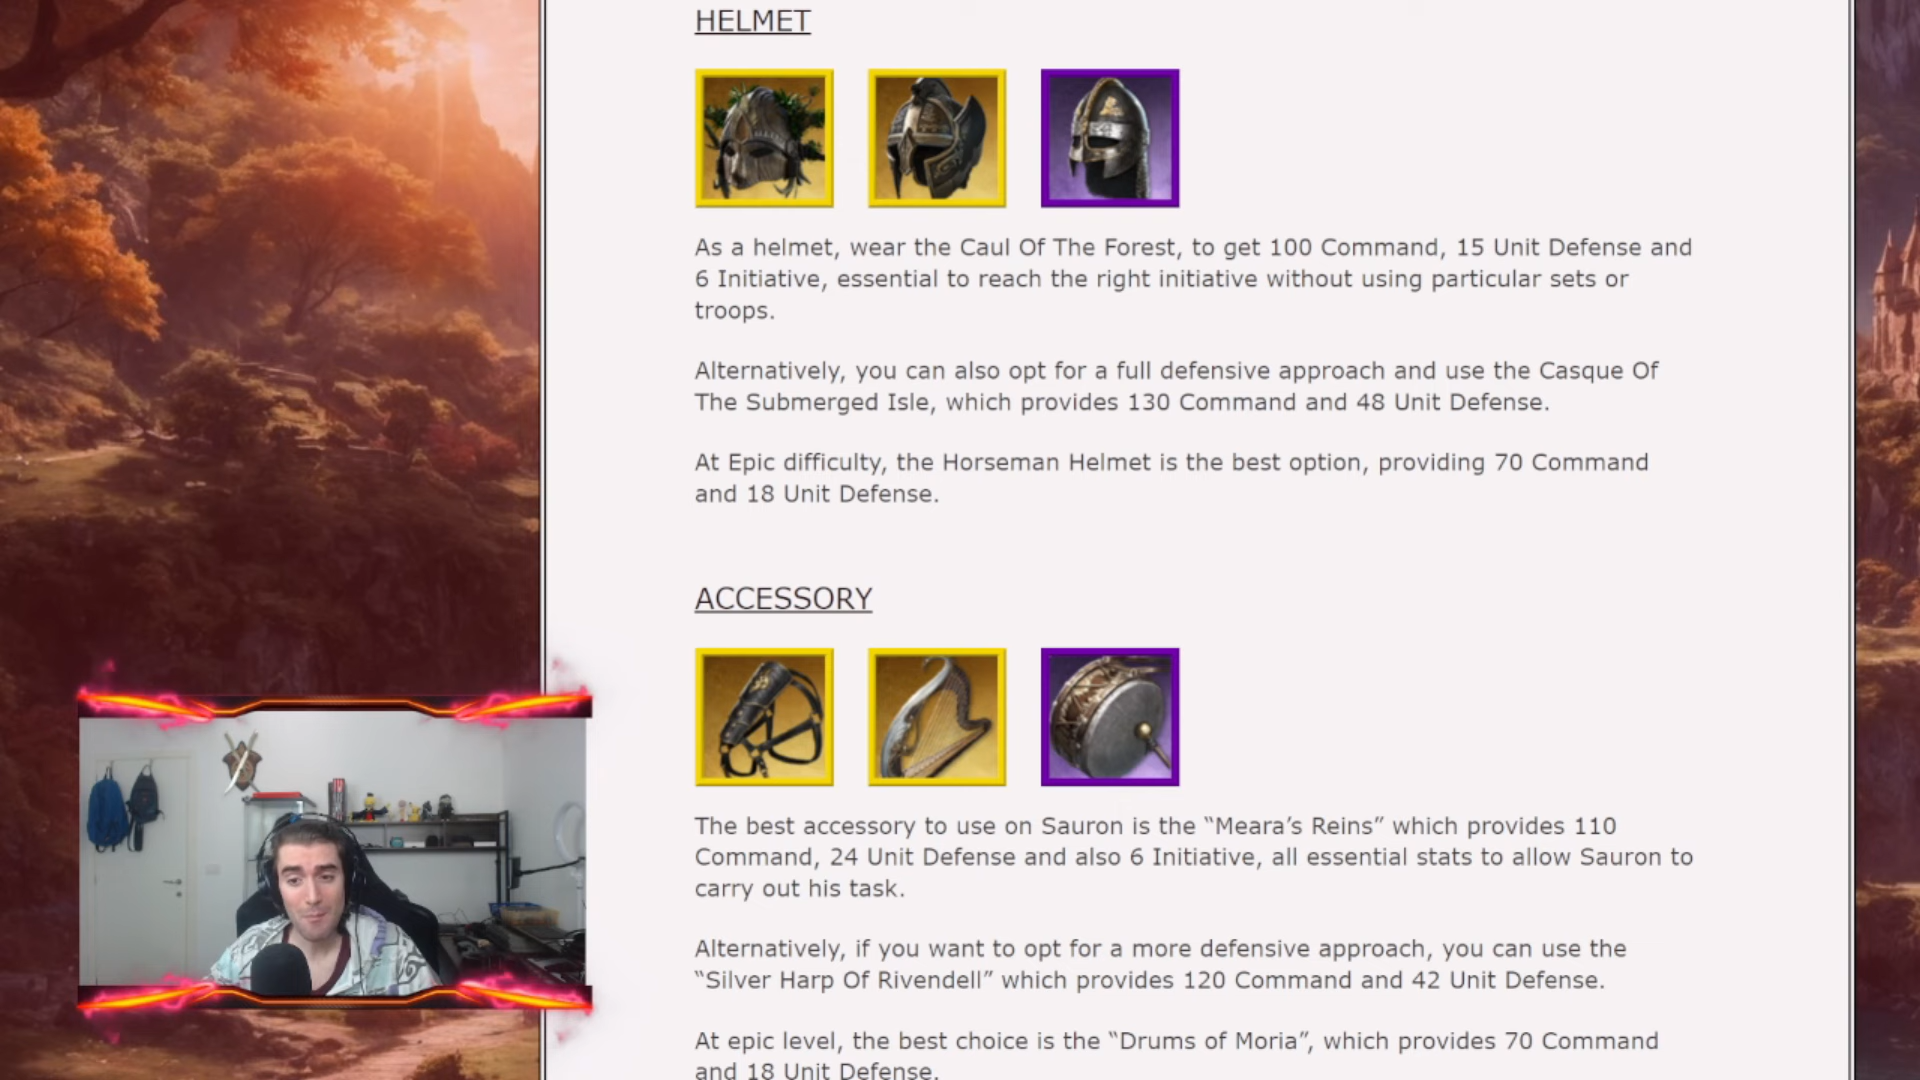 HELMET
As a helmet, wear the Caul Of The Forest, to get 100 Command, 15 Unit Defense and
6 Initiative, essential to reach the right initiative without using particular sets or
troops.
Alternatively, you can also opt for a full defensive approach and use the Casque Of
The Submerged Isle, which provides 130 Command and 48 Unit Defense.
At Epic difficulty, the Horseman Helmet is the best option, providing 70 Command
and 18 Unit Defense.
ACCESSORY
The best accessory to use on Sauron is the “Meara’s Reins” which provides 110
Command, 24 Unit Defense and also 6 Initiative, all essential stats to allow Sauron to
carry out his task.
Alternatively, if you want to opt for a more defensive approach, you can use the
“Silver Harp Of Rivendell” which provides 120 Command and 42 Unit Defense.
At epic level, the best choice is the “Drums of Moria”, which provides 70 Command
and 18 Unit Defense.